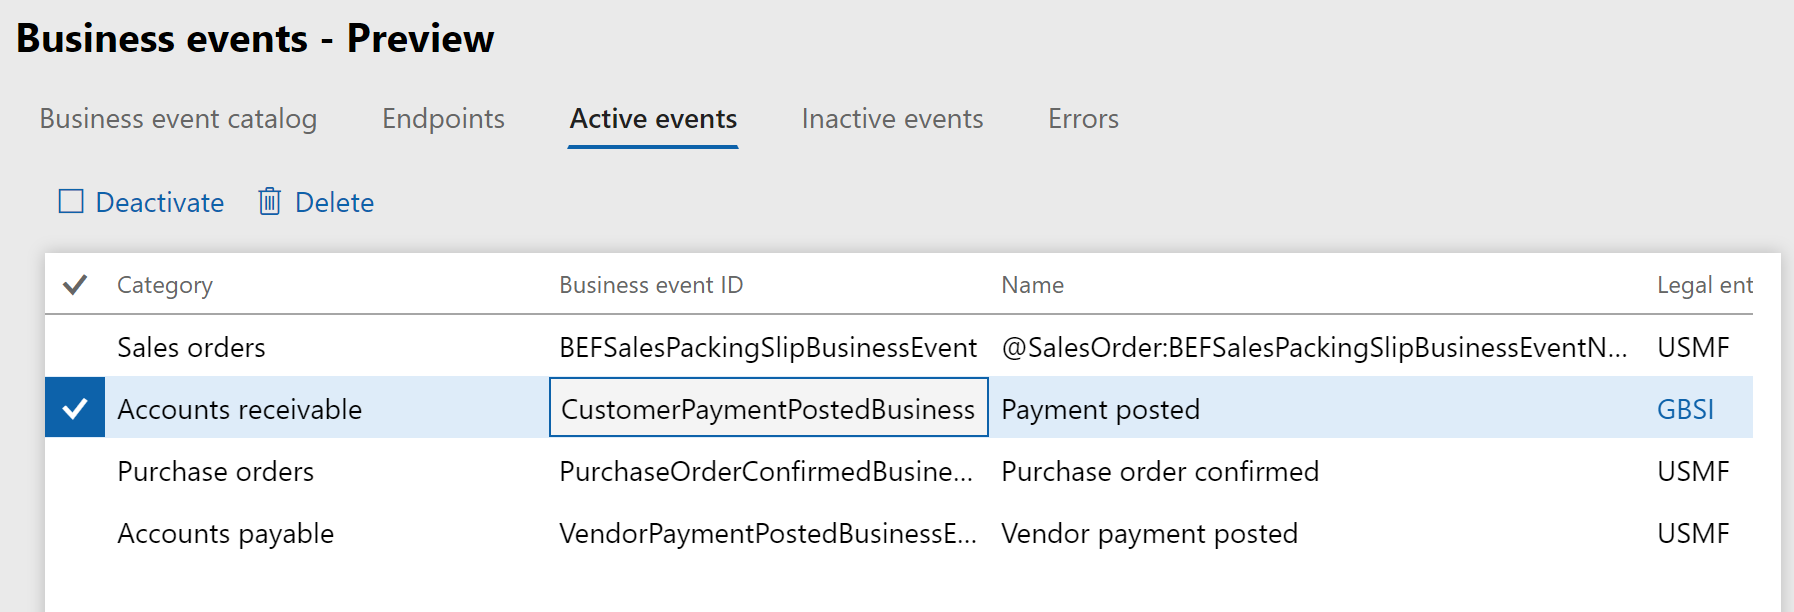 Business events - Preview
Business event catalog Endpoints Active events Inactive events Errors
Deactivate Delete
Category Business event ID Name Legal ent
Sales orders BEFSalesPackingSlipBusinessEvent @SalesOrder:BEFSalesPackingSlipBusinessEventN... USMF
Accounts receivable CustomerPaymentPostedBusiness Payment posted GBSI
Purchase orders PurchaseOrderConfirmedBusine... Purchase order confirmed USMF
Accounts payable VendorPaymentPostedBusinessE... Vendor payment posted USMF